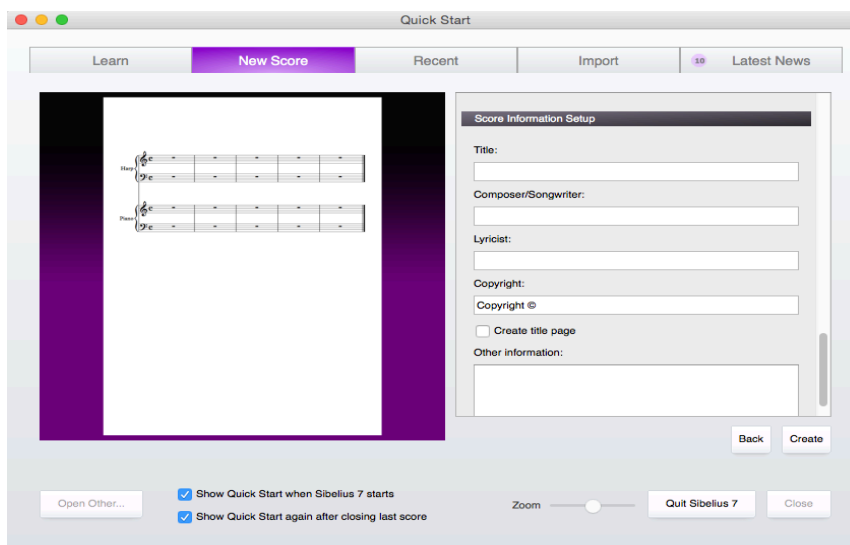 Quick Start
Learn
New Score
Recent
Import
10
Latest News
Harp
Piano
Score Information Setup
Title:
Composer/Songwriter:
Lyricist:
Copyright:
Copyright ©
Create title page
Other information:
Back
Create
Open Other...
Show Quick Start when Sibelius 7 starts
Show Quick Start again after closing last score
Zoom
Quit Sibelius 7
Close